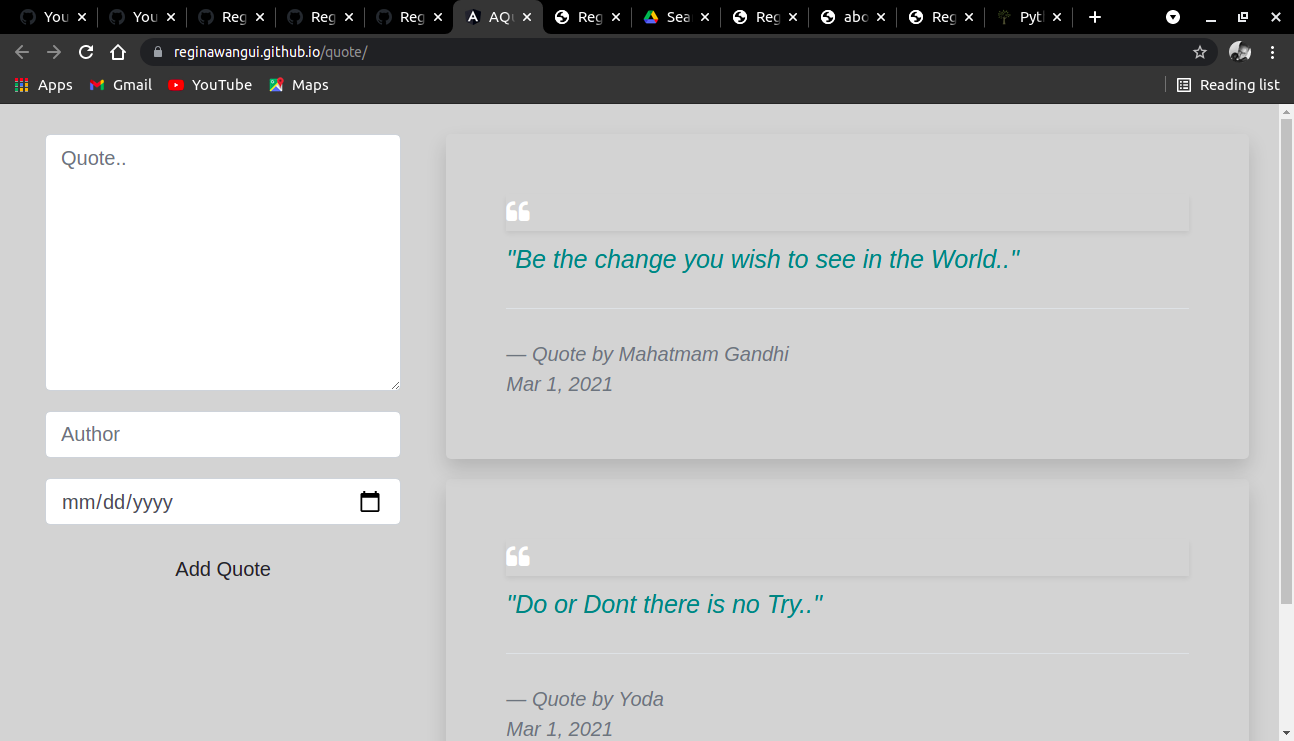 You
You
Reg
Reg
Reg
AQu
Reg
Sea
Reg
abo
Reg
Pyt
reginawangui.github.io/quote/
Apps
Gmail
YouTube
Maps
Reading list
Quote..
Author
mm/dd/yyyy
Add Quote
"Be the change you wish to see in the World.."
— Quote by Mahatmam Gandhi
Mar 1, 2021
"Do or Dont there is no Try.."
— Quote by Yoda
Mar 1, 2021